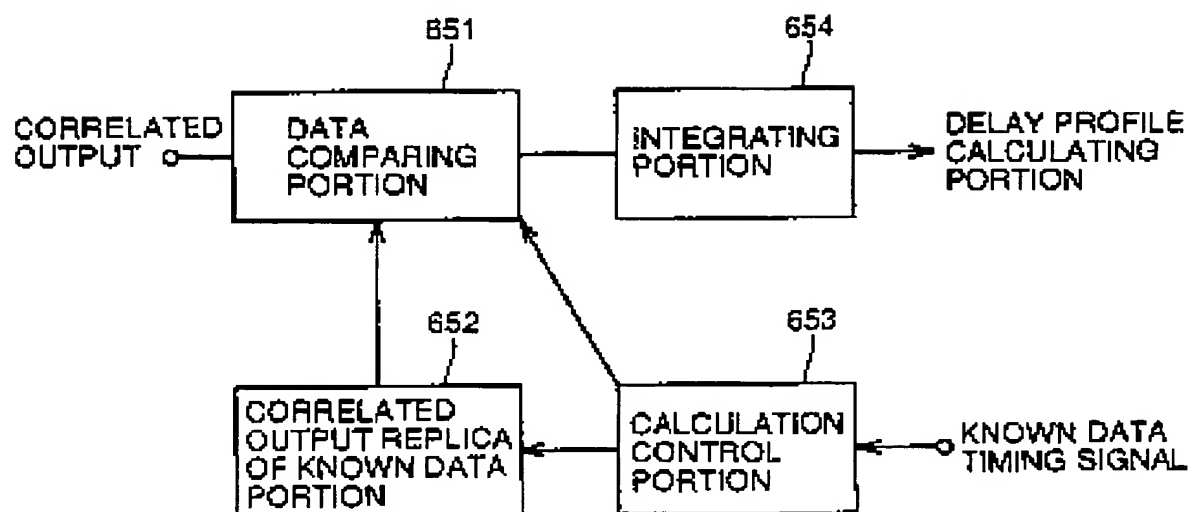 651
654
CORRELATED
OUTPUT
DATA
COMPARING
PORTION
INTEGRATING
PORTION
DELAY PROFILE
CALCULATING
PORTION
652
653
CORRELATED
OUTPUT REPLICA
OF KNOWN DATA
PORTION
CALCULATION
CONTROL
PORTION
KNOWN DATA
TIMING SIGNAL